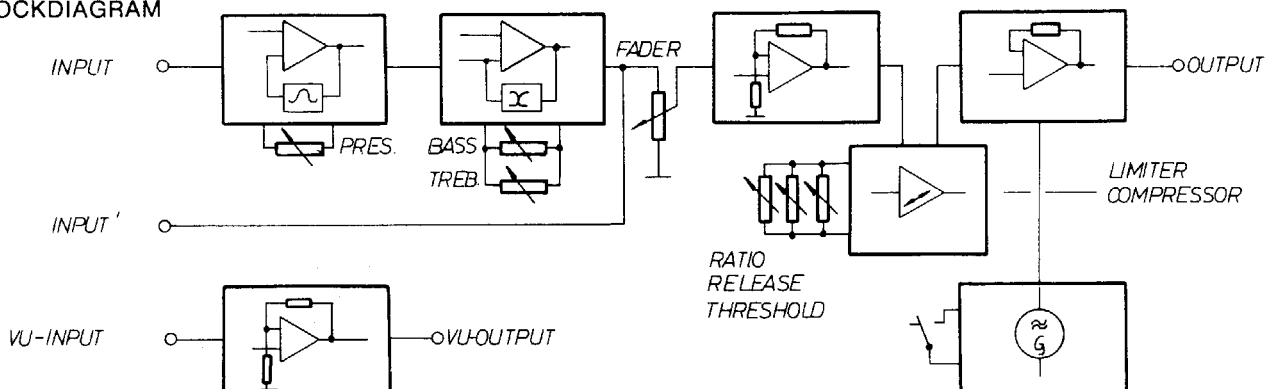 OCKDIAGRAM
INPUT
PRES.
BASS
TREB.
FADER
OUTPUT
LIMITER
COMPRESSOR
INPUT'
RATIO
RELEASE
THRESHOLD
VU-INPUT
VU-OUTPUT
G